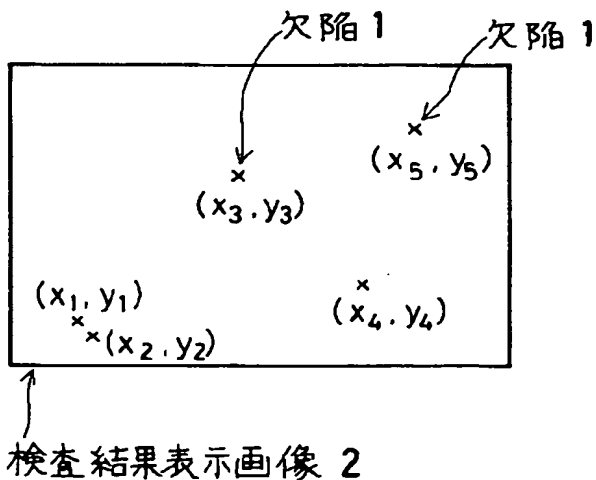 欠陥1
欠陥1
(x5, y5)
(x3, y3)
(x1, y1)
(x4, y4)
(x2, y2)
検査結果表示画像 2